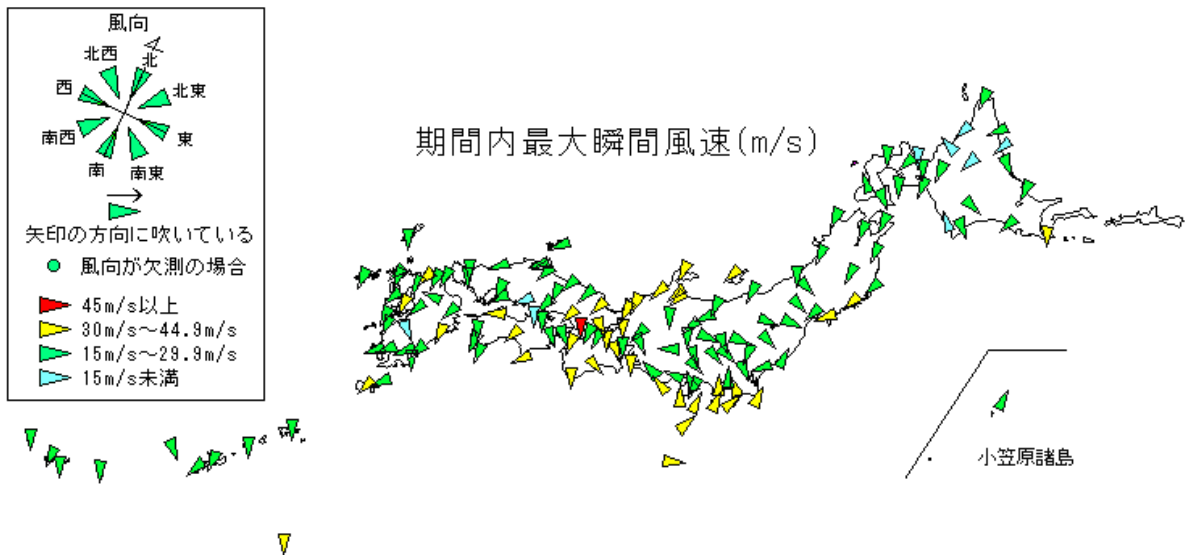 風向
北西
北
西
北東
南西
東
南
南東
矢印の方向に吹いている
風向が欠測の場合
45m/s以上
30m/s～44.9m/s
15m/s～29.9m/s
15m/s未満
期間内最大瞬間風速(m/s)
小笠原諸島